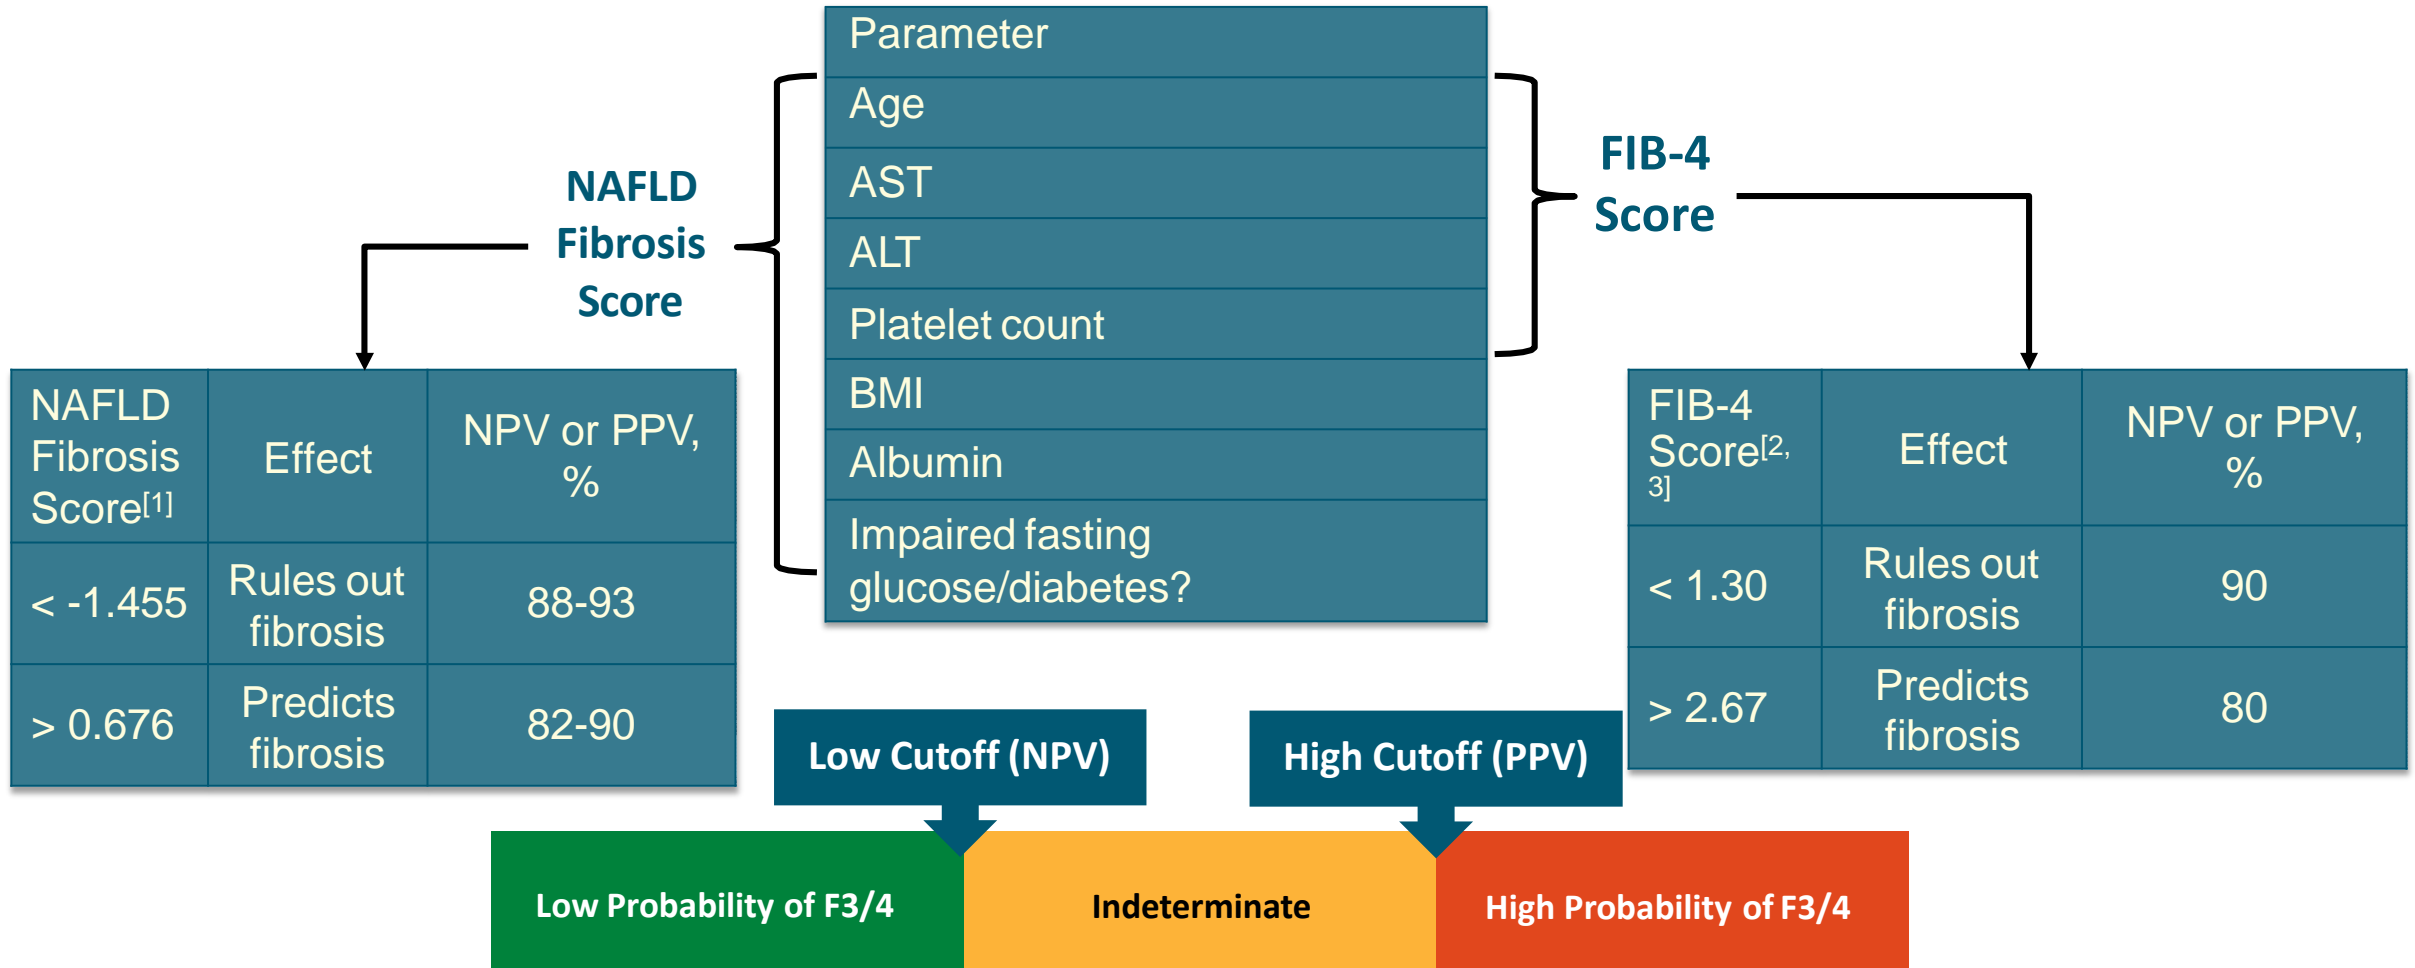 Parameter
Age
AST
ALT
Platelet count
BMI
Albumin
Impaired fasting
glucose/diabetes?
NAFLD
Fibrosis
Score
FIB-4
Score
NAFLD
Fibrosis
Score[1]
Effect
NPV or PPV,
%
< -1.455
Rules out
fibrosis
88-93
> 0.676
Predicts
fibrosis
82-90
FIB-4
Score[2,
3]
Effect
NPV or PPV,
%
< 1.30
Rules out
fibrosis
90
> 2.67
Predicts
fibrosis
80
Low Cutoff (NPV)
High Cutoff (PPV)
Low Probability of F3/4
Indeterminate
High Probability of F3/4